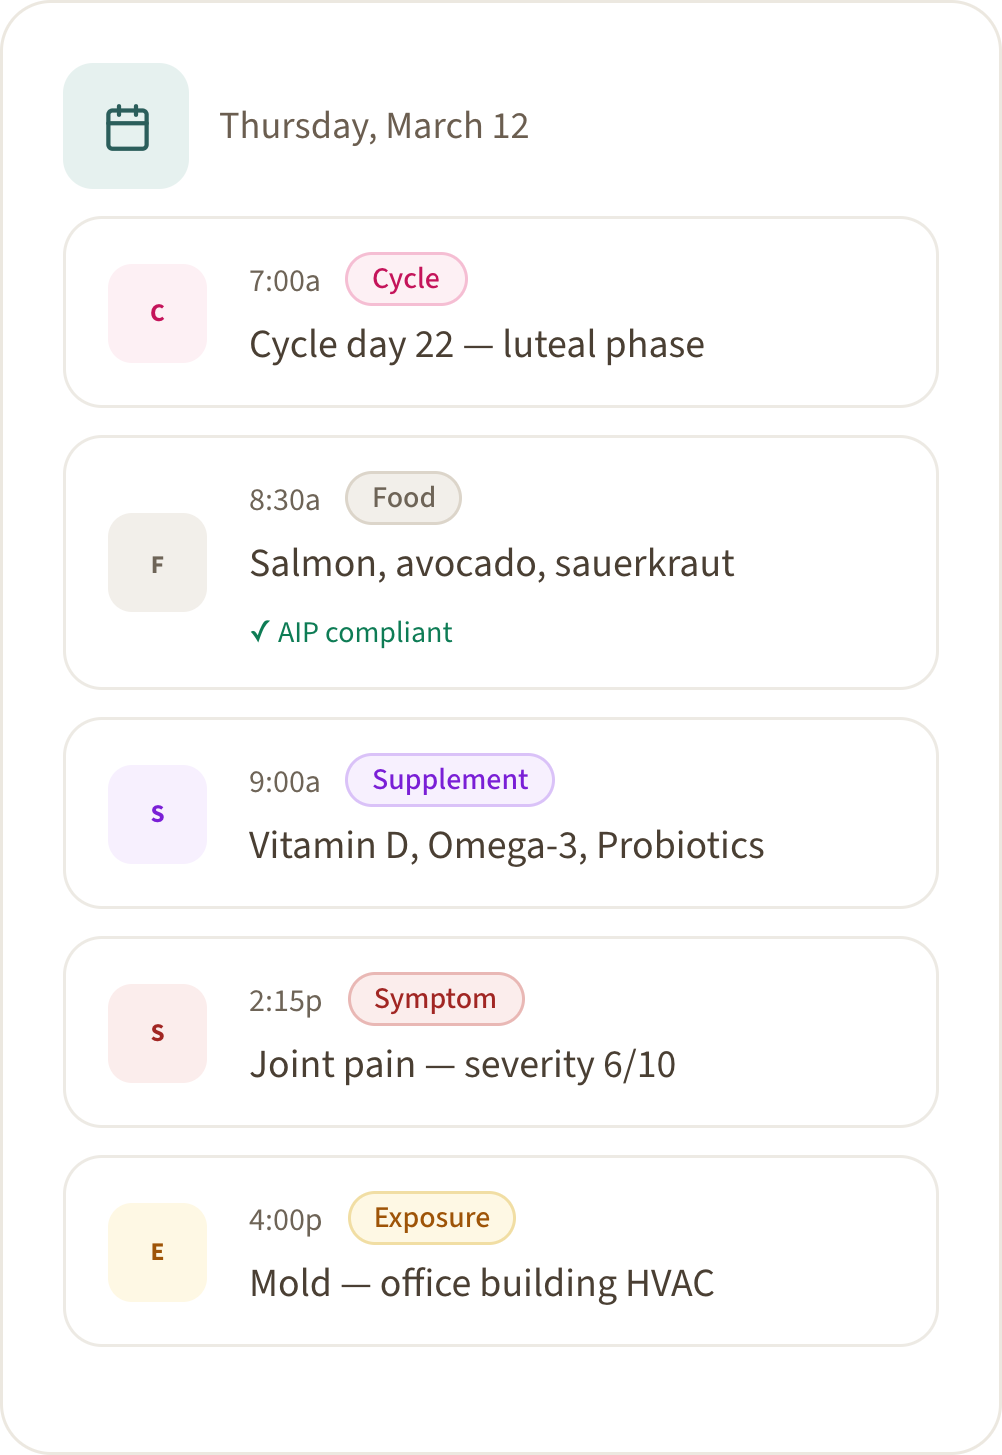 Thursday, March 12
C
7:00a Cycle
Cycle day 22 — luteal phase
F
8:30a Food
Salmon, avocado, sauerkraut
✓ AIP compliant
S
9:00a Supplement
Vitamin D, Omega-3, Probiotics
S
2:15p Symptom
Joint pain — severity 6/10
E
4:00p Exposure
Mold — office building HVAC